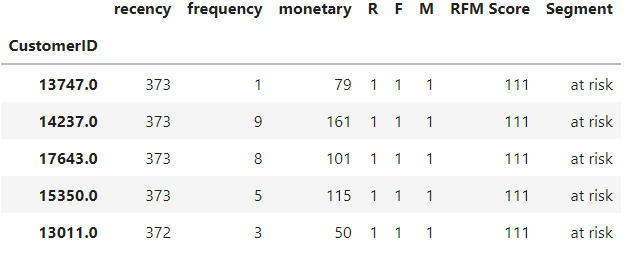 recency frequency monetary R F M RFM Score Segment
CustomerID
13747.0 373 1 79 1 1 1 111 at risk
14237.0 373 9 161 1 1 1 111 at risk
17643.0 373 8 101 1 1 1 111 at risk
15350.0 373 5 115 1 1 1 111 at risk
13011.0 372 3 50 1 1 1 111 at risk